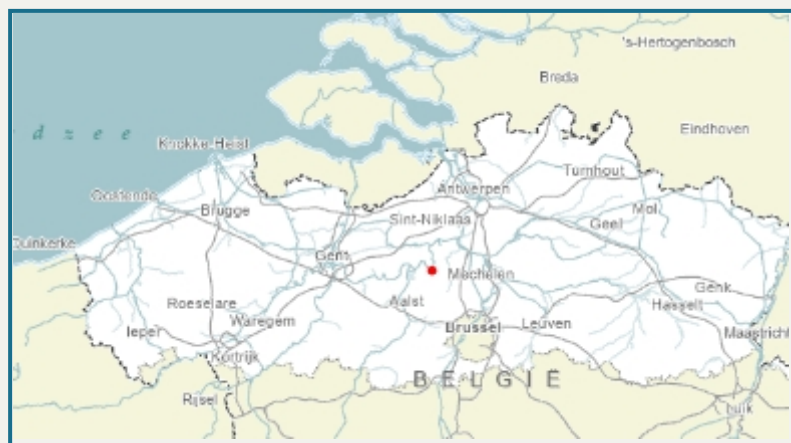 's-Hertogenbosch
Breda
Eindhoven
d z e e
Knokke-Heist
Turnhout
Oostende
Antwerpen
Brugge
Sint-Niklaas
Mol
Geel
Duinkerke
Gent
Mechelen
Genk
Roeselare
Aalst
Hasselt
Ieper
Waregem
Brussel
Leuven
Maastricht
Kortrijk
BELGIË
Rijsel
Luik